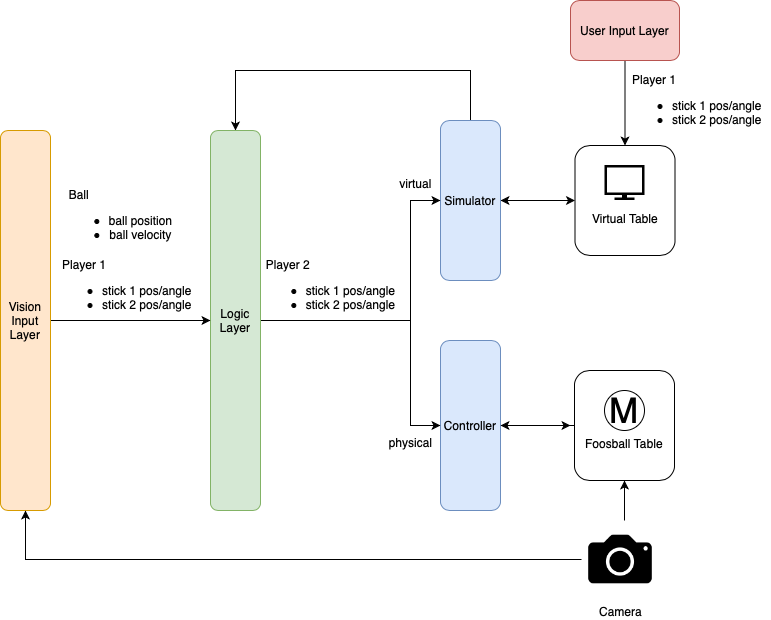 User Input Layer
Player 1
• stick 1 pos/angle
• stick 2 pos/angle
Virtual Table
virtual
Simulator
Ball
• ball position
• ball velocity
Player 1
• stick 1 pos/angle
• stick 2 pos/angle
Vision
Input
Layer
Logic
Layer
Player 2
• stick 1 pos/angle
• stick 2 pos/angle
physical
Controller
M
Foosball Table
Camera